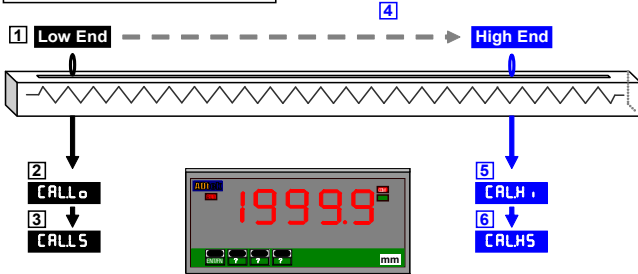 4
1 Low End High End
2 5
CAL.Lo CAL.Hi
3 6
CAL.LS CAL.HS
1999.9
? ? ?
mm